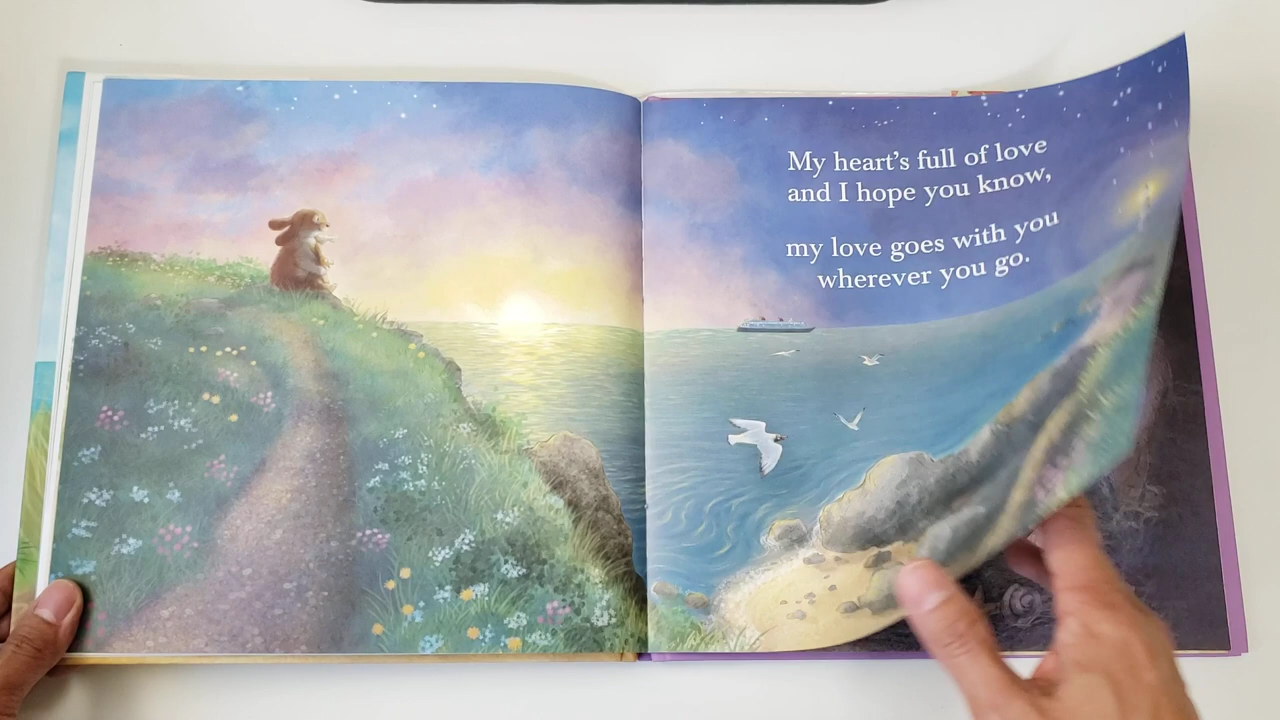 My heart's full of love
and I hope you know,
my love goes with you
wherever you go.